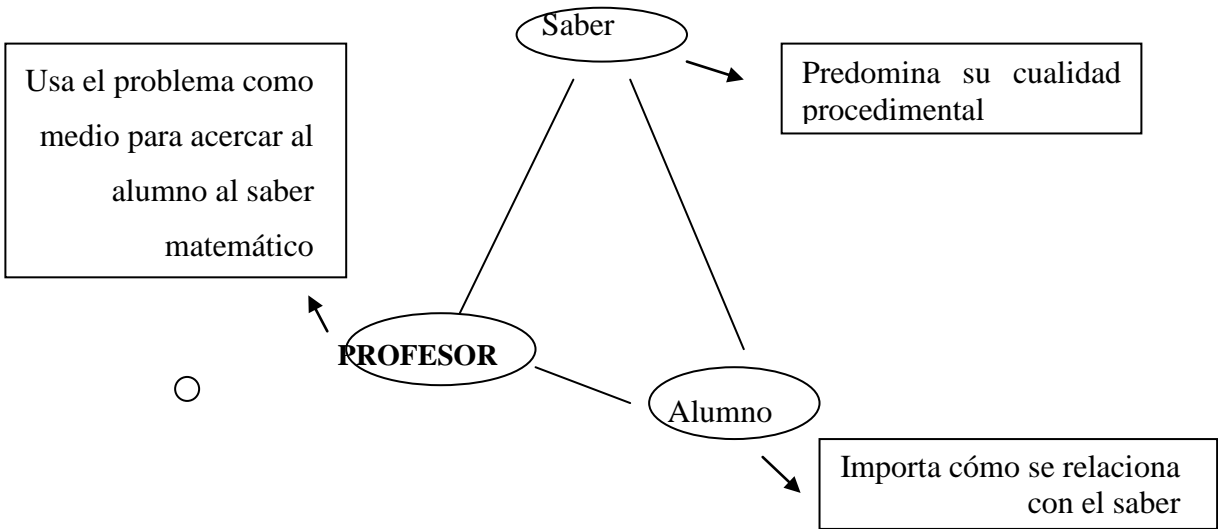 Saber
Usa el problema como
medio para acercar al
alumno al saber
matemático
Predomina su cualidad
procedimental
PROFESOR
Alumno
Importa cómo se relaciona
con el saber